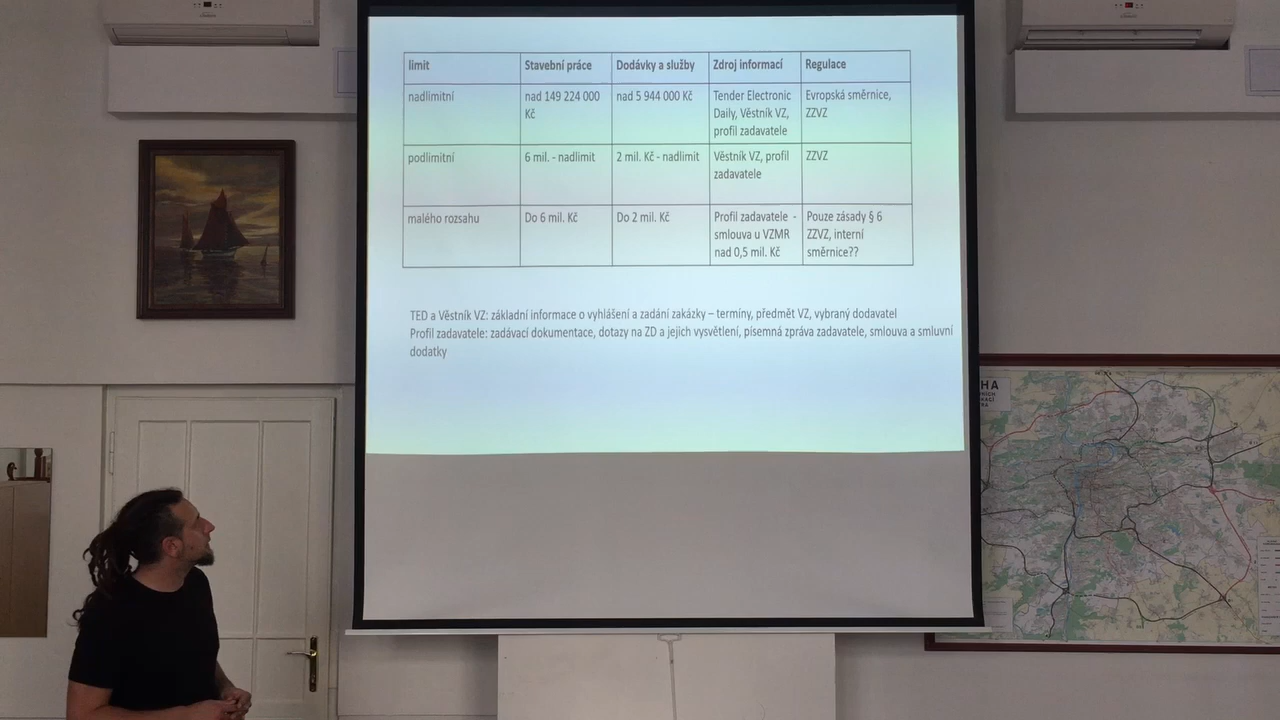 limit
Stavební práce
Dodávky a služby
Zdroj informací
Regulace
nadlimitní
nad 149 224 000
Kč
nad 5 944 000 Kč
Tender Electronic
Daily, Věstník VZ,
profil zadavatele
Evropská směrnice,
ZZVZ
podlimitní
6 mil. - nadlimit
2 mil. Kč - nadlimit
Věstník VZ, profil
zadavatele
ZZVZ
malého rozsahu
Do 6 mil. Kč
Do 2 mil. Kč
Profil zadavatele -
smlouva u VZMR
nad 0,5 mil. Kč
Pouze zásady § 6
ZZVZ, interní
směrnice??
TED a Věstník VZ: základní informace o vyhlášení a zadání zakázky – termíny, předmět VZ, vybraný dodavatel
Profil zadavatele: zadávací dokumentace, dotazy na ZD a jejich vysvětlení, písemná zpráva zadavatele, smlouva a smluvní
dodatky
HA